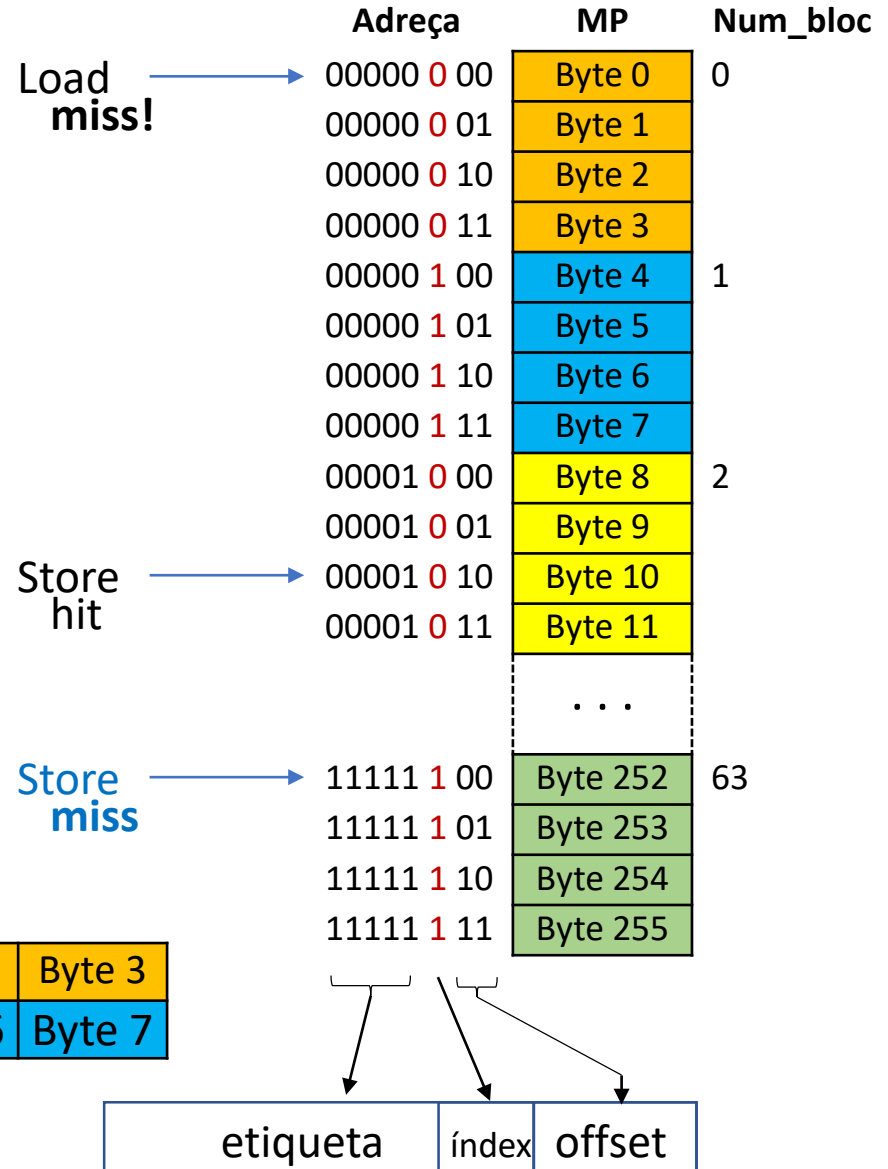 Adreça MP Num_bloc
Load 00000 0 00 Byte 0 0
miss! 00000 0 01 Byte 1
00000 0 10 Byte 2
00000 0 11 Byte 3
00000 1 00 Byte 4 1
00000 1 01 Byte 5
00000 1 10 Byte 6
00000 1 11 Byte 7
00001 0 00 Byte 8 2
00001 0 01 Byte 9
Store 00001 0 10 Byte 10
hit 00001 0 11 Byte 11
. . .
Store 11111 1 00 Byte 252 63
miss 11111 1 01 Byte 253
11111 1 10 Byte 254
11111 1 11 Byte 255
Byte 3
Byte 7
etiqueta índex offset